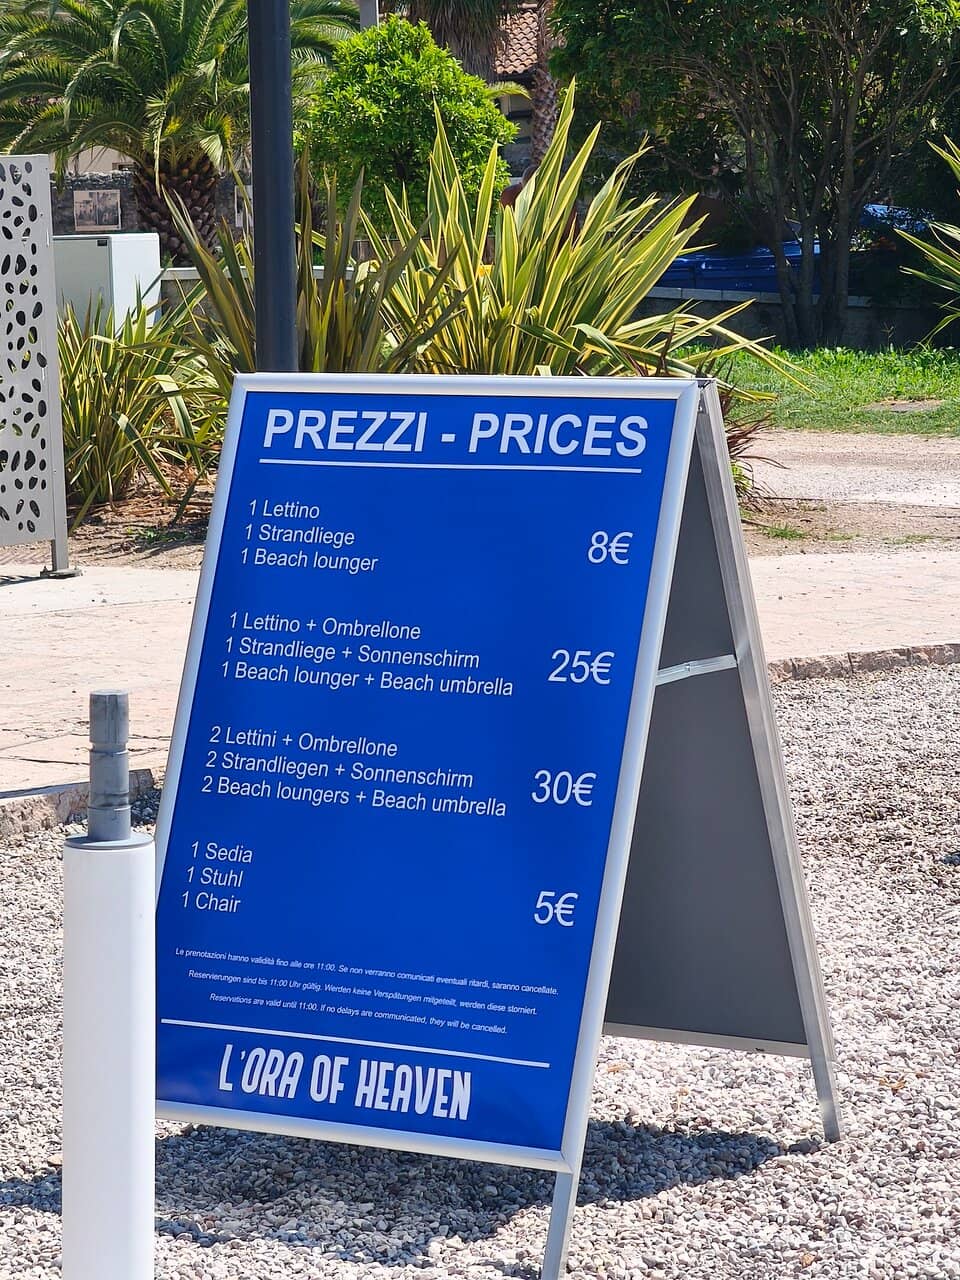 PREZZI - PRICES
1 Lettino
1 Strandliege
1 Beach lounger
8€
1 Lettino + Ombrellone
1 Strandliege + Sonnenschirm
1 Beach lounger + Beach umbrella
25€
2 Lettini + Ombrellone
2 Strandliegen + Sonnenschirm
2 Beach loungers + Beach umbrella
30€
1 Sedia
1 Stuhl
1 Chair
5€
Le prenotazioni hanno validità fino alle ore 11:00. Se non verranno comunicati eventuali ritardi, saranno cancellate.
Reservierungen sind bis 11:00 Uhr gültig. Werden keine Verspätungen mitgeteilt, werden diese storniert.
Reservations are valid until 11:00. If no delays are communicated, they will be cancelled.
L'ORA OF HEAVEN